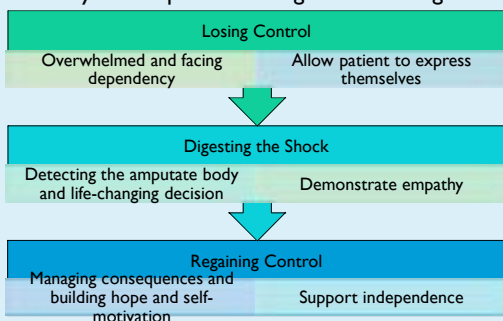 Losing Control
Overwhelmed and facing
dependency
Allow patient to express
themselves
Digesting the Shock
Detecting the amputate body
and life-changing decision
Demonstrate empathy
Regaining Control
Managing consequences and
building hope and self-
motivation
Support independence